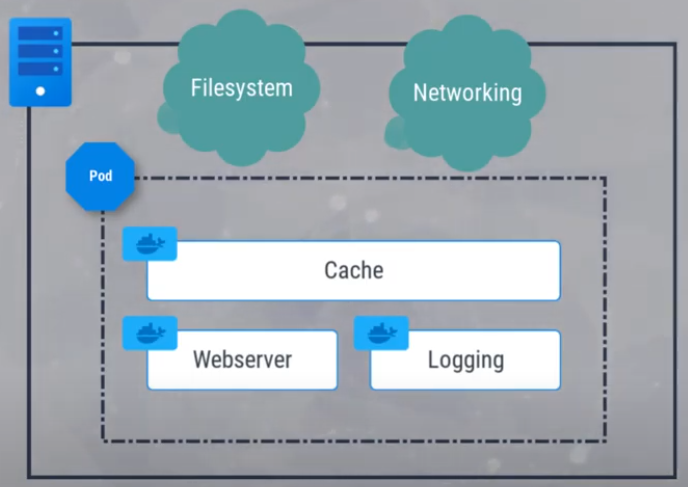 Filesystem
Networking
Pod
Cache
Webserver
Logging